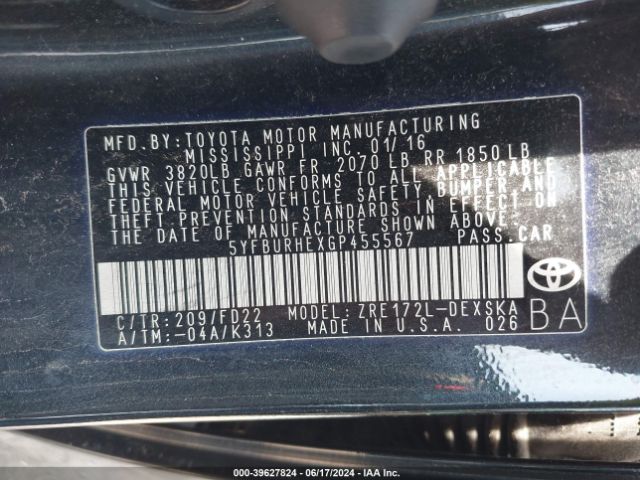 MFD. BY: TOYOTA MOTOR MANUFACTURING
MISSISSIPPI INC. 01/16
GVWR 3820LB GAWR FR 2070 LB RR 1850 LB
THIS VEHICLE CONFORMS TO ALL APPLICABLE
FEDERAL MOTOR VEHICLE SAFETY, BUMPER, AND
THEFT PREVENTION STANDARDS IN EFFECT ON
THE DATE OF MANUFACTURE SHOWN ABOVE.
5YFBURHEXGP455567 PASS. CAR
C/TR: 209/FD22 MODEL: ZRE172L-DEXSKA
A/TM: -04A/K313 MADE IN U.S.A. 026
BA
000-39627824 - 06/17/2024 - IAA Inc.